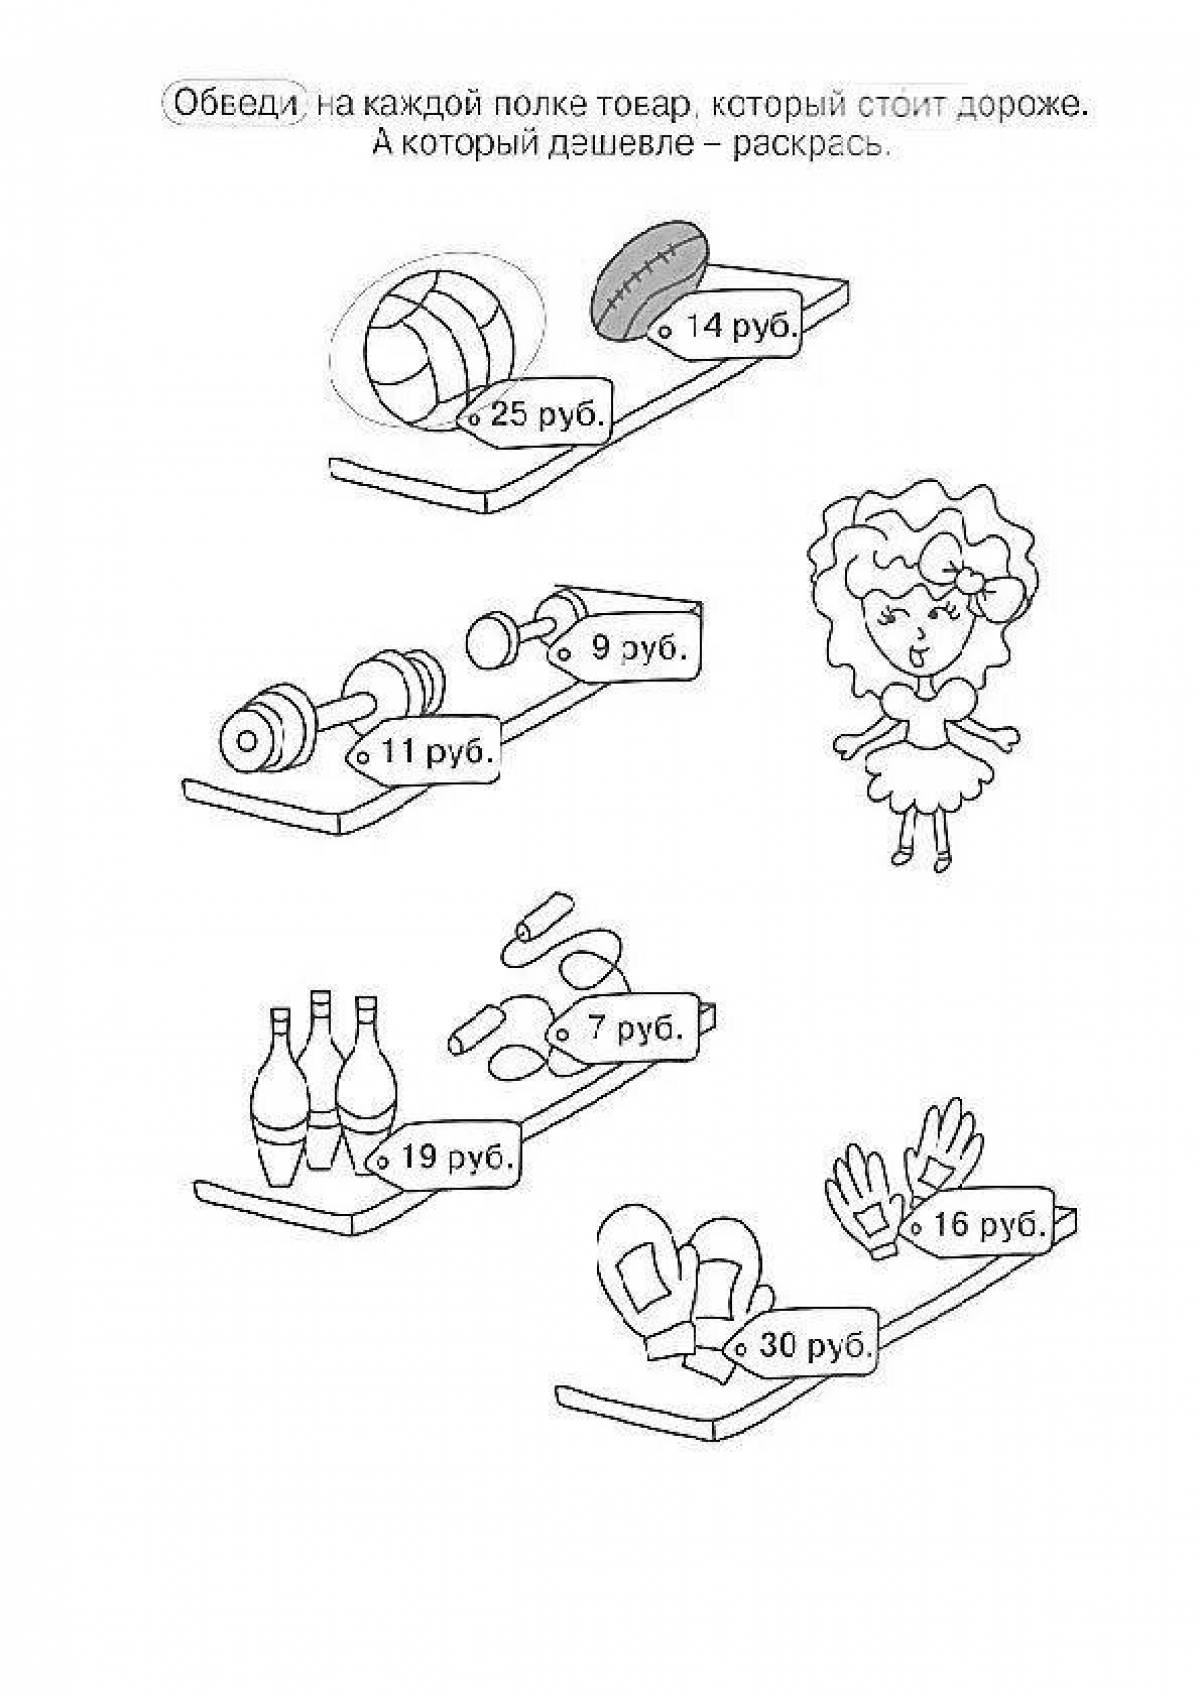 Обведи на каждой полке товар, который стоит дороже.
А который дешевле – раскрась.
14 руб.
25 руб.
9 руб.
11 руб.
7 руб.
19 руб.
16 руб.
30 руб.